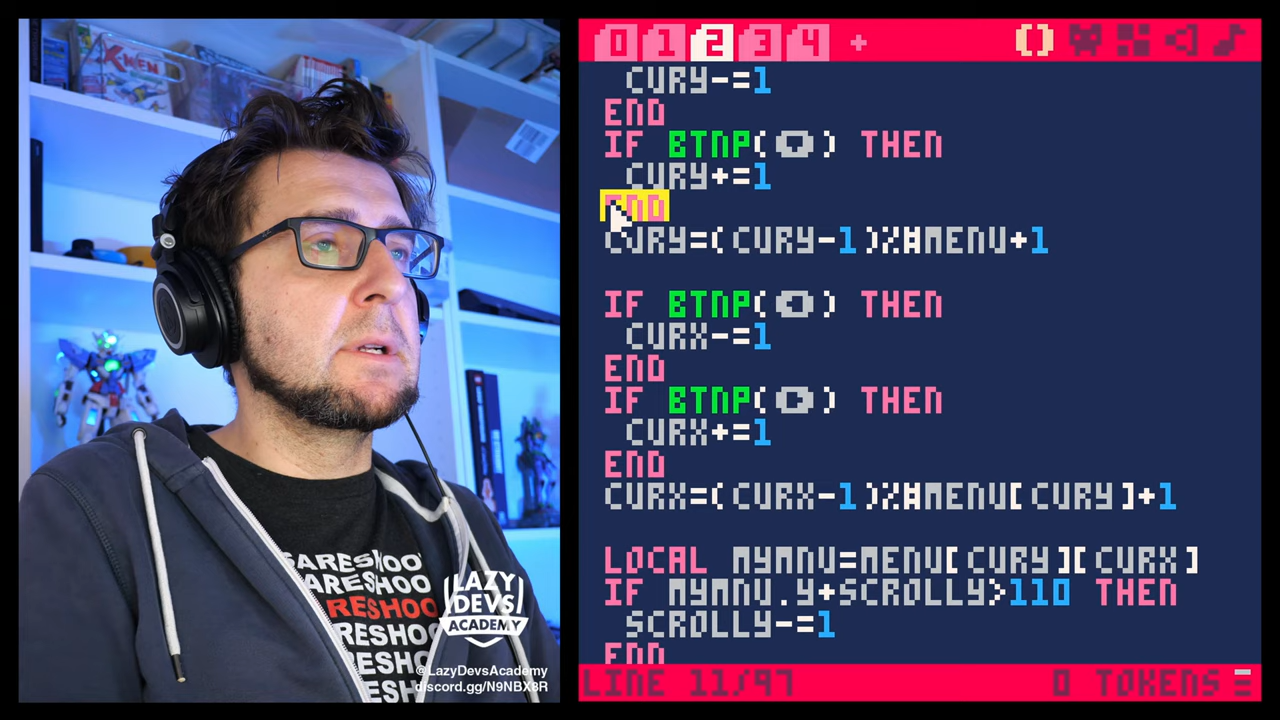 0 1 2 3 4 +
CURY-=1
END
IF BTNP(⬇️) THEN
CURY+=1
END
CURY=(CURY-1)%#MENU+1
IF BTNP(⬅️) THEN
CURX-=1
END
IF BTNP(➡️) THEN
CURX+=1
END
CURX=(CURX-1)%#MENU[CURY]+1
LOCAL MYMNU=MENU[CURY][CURX]
IF MYMNU.Y+SCROLLY>110 THEN
SCROLLY-=1
END
LINE 11/97 0 TOKENS
X-MEN
LAZY
DEVS
ACADEMY
@LazyDevsAcademy
discord.gg/N9NBX8R